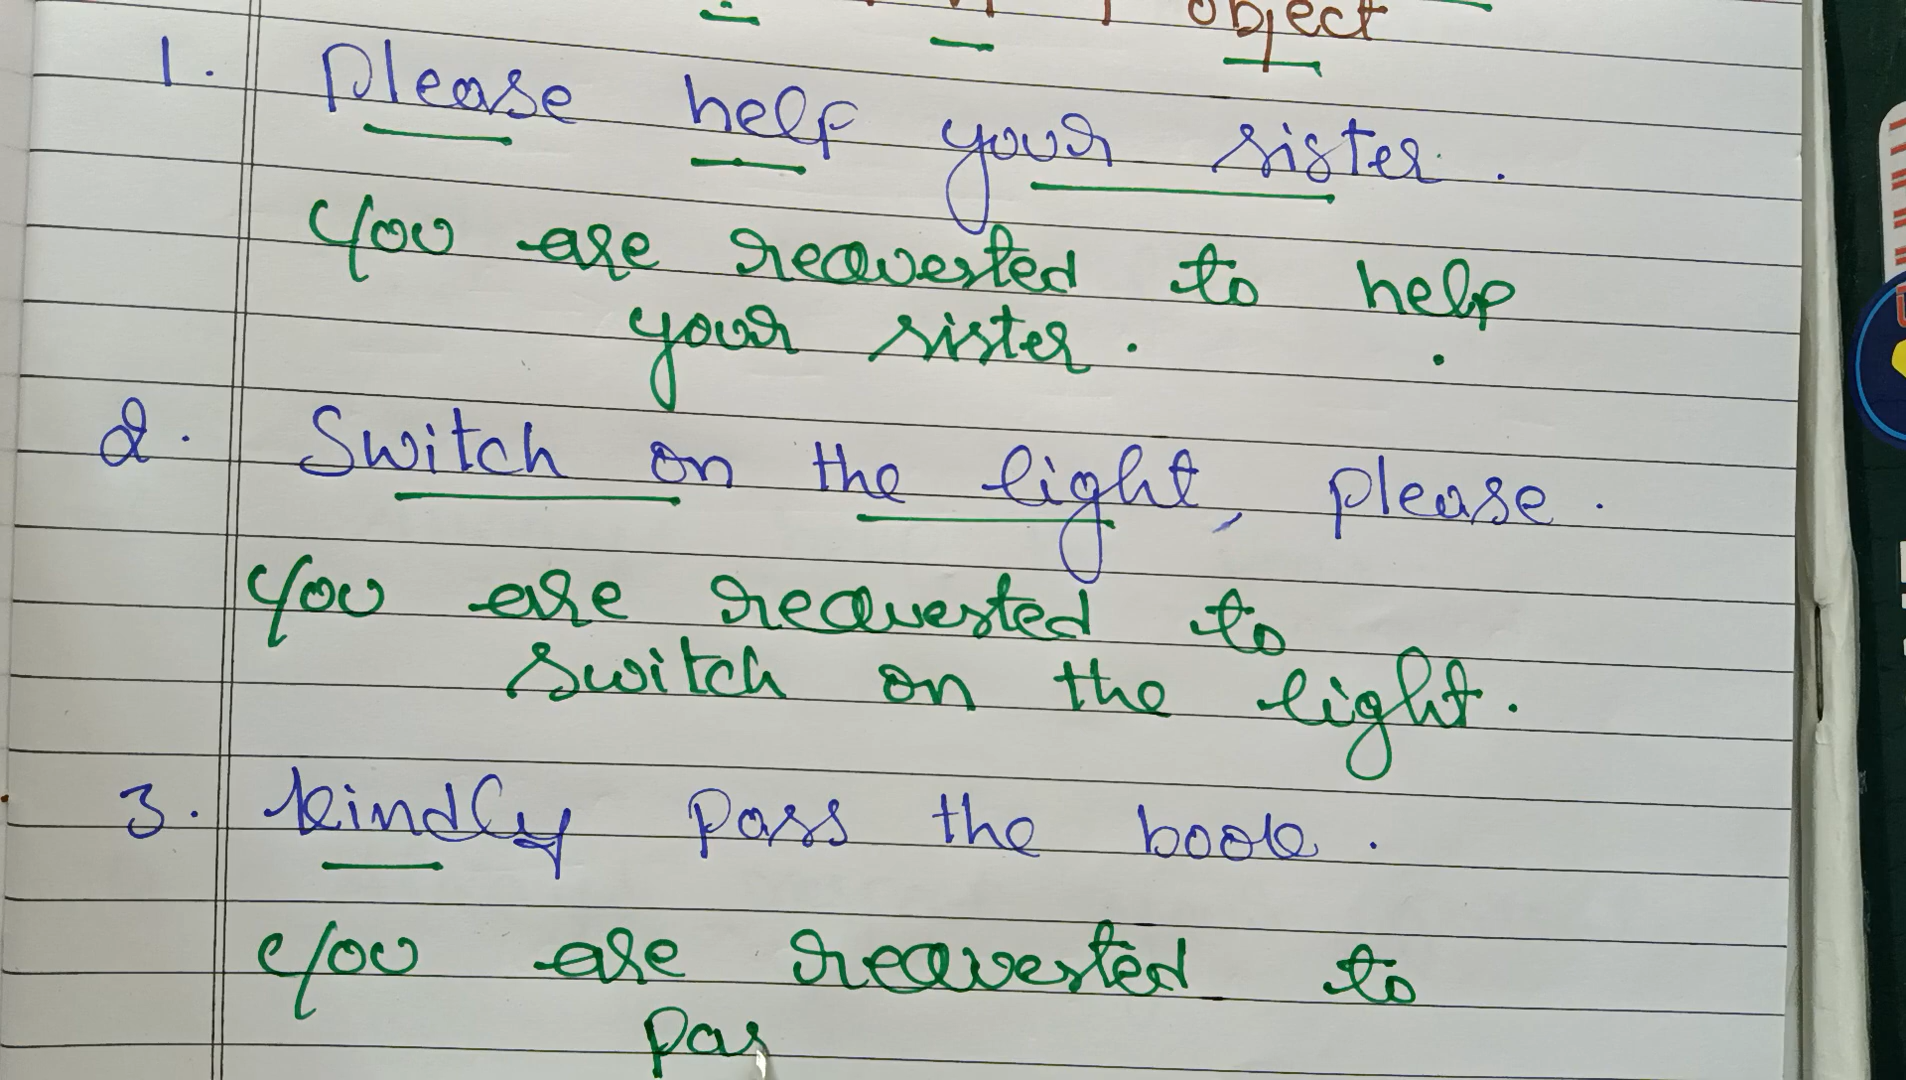 object
1. Please help your sister.
You are requested to help
your sister.
2. Switch on the light, please.
You are requested to
switch on the light.
3. kindly pass the book.
You are requested to
pas